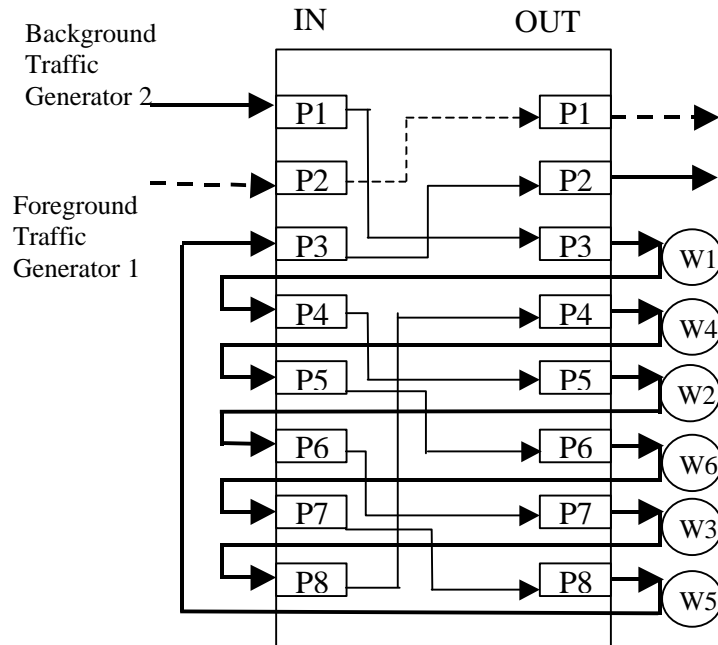 IN
OUT
Background
Traffic
Generator 2
P1
P1
P2
P2
Foreground
Traffic
Generator 1
P3
P3
W1
P4
P4
W4
P5
P5
W2
P6
P6
W6
P7
P7
W3
P8
P8
W5